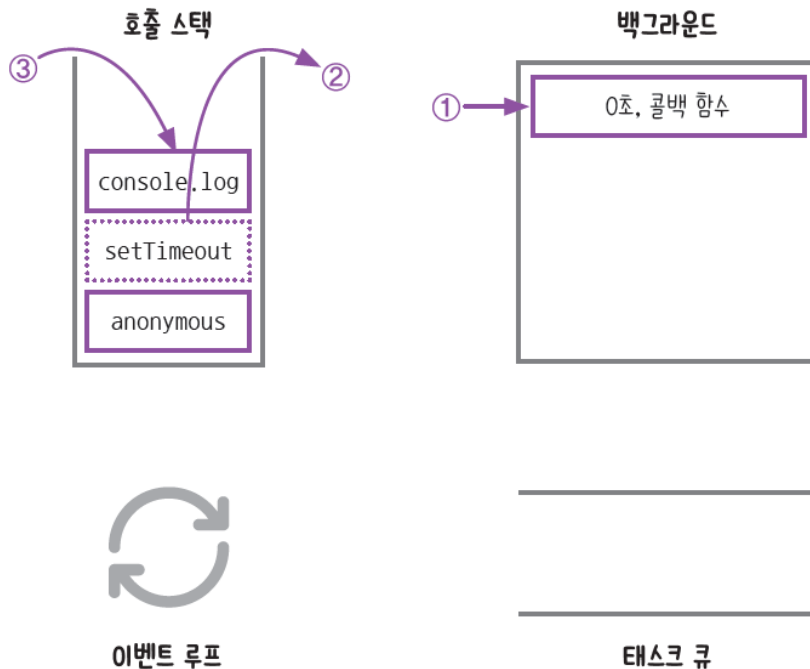 호출 스택
백그라운드
③
②
①
0초, 콜백 함수
console.log
setTimeout
anonymous
이벤트 루프
태스크 큐